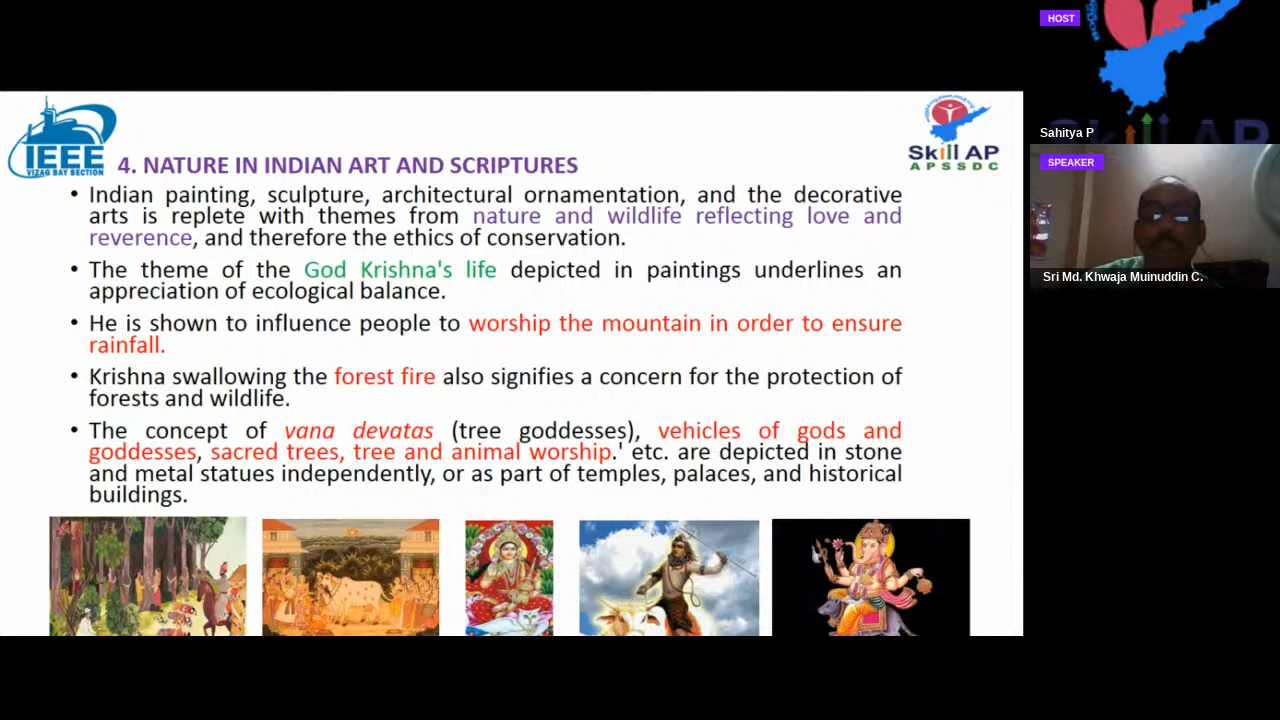 IEEE
VIZAG BAY SECTION
Skill AP
APSSDC
4. NATURE IN INDIAN ART AND SCRIPTURES
• Indian painting, sculpture, architectural ornamentation, and the decorative
arts is replete with themes from nature and wildlife reflecting love and
reverence, and therefore the ethics of conservation.
• The theme of the God Krishna's life depicted in paintings underlines an
appreciation of ecological balance.
• He is shown to influence people to worship the mountain in order to ensure
rainfall.
• Krishna swallowing the forest fire also signifies a concern for the protection of
forests and wildlife.
• The concept of vana devatas (tree goddesses), vehicles of gods and
goddesses, sacred trees, tree and animal worship.' etc. are depicted in stone
and metal statues independently, or as part of temples, palaces, and historical
buildings.
HOST
Skill AP
Sahitya P
SPEAKER
Sri Md. Khwaja Muinuddin C.